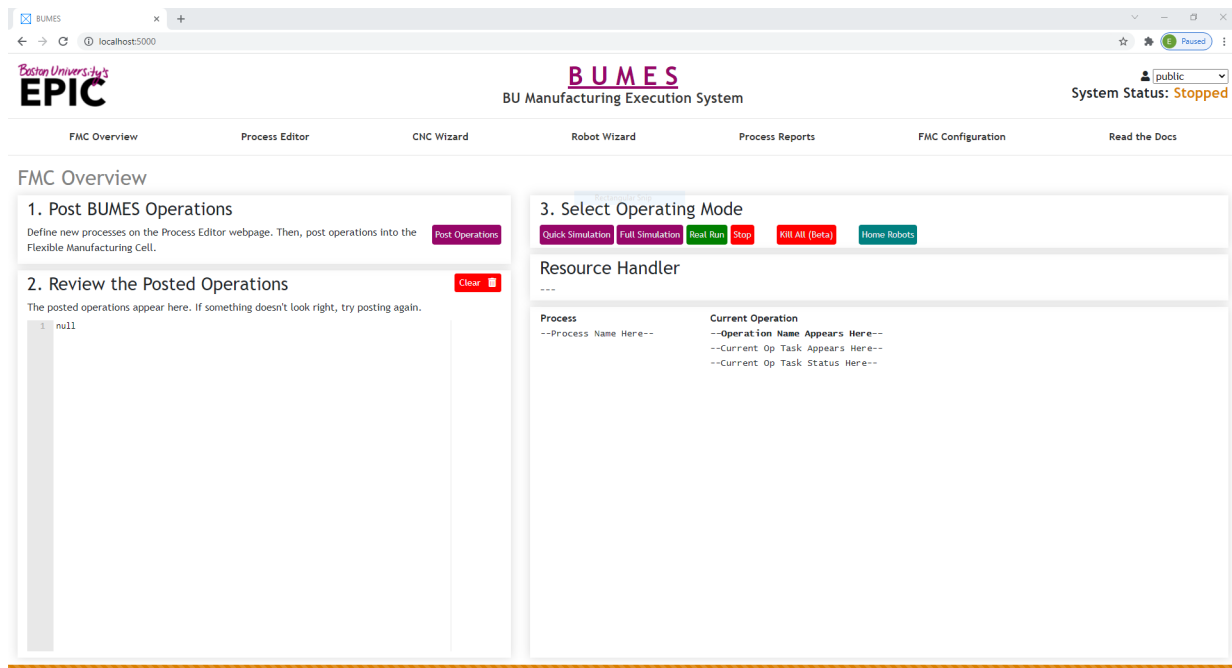 BUMES
localhost:5000
E Paused
Boston University's
EPIC
BUMES
BU Manufacturing Execution System
public
System Status: Stopped
FMC Overview Process Editor CNC Wizard Robot Wizard Process Reports FMC Configuration Read the Docs
FMC Overview
1. Post BUMES Operations
Define new processes on the Process Editor webpage. Then, post operations into the
Flexible Manufacturing Cell.
Post Operations
2. Review the Posted Operations
Clear
The posted operations appear here. If something doesn't look right, try posting again.
1 null
3. Select Operating Mode
Quick Simulation Full Simulation Real Run Stop Kill All (Beta) Home Robots
Resource Handler
---
Process Current Operation
--Process Name Here-- --Operation Name Appears Here--
--Current Op Task Appears Here--
--Current Op Task Status Here--